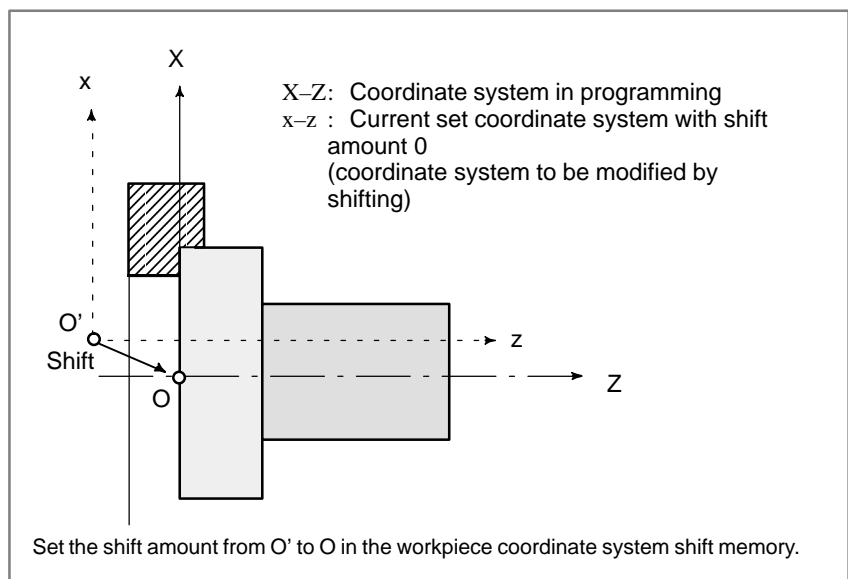 X
x
X–Z: Coordinate system in programming
x–z : Current set coordinate system with shift
amount 0
(coordinate system to be modified by
shifting)
O’
z
Shift
Z
O
Set the shift amount from O’ to O in the workpiece coordinate system shift memory.